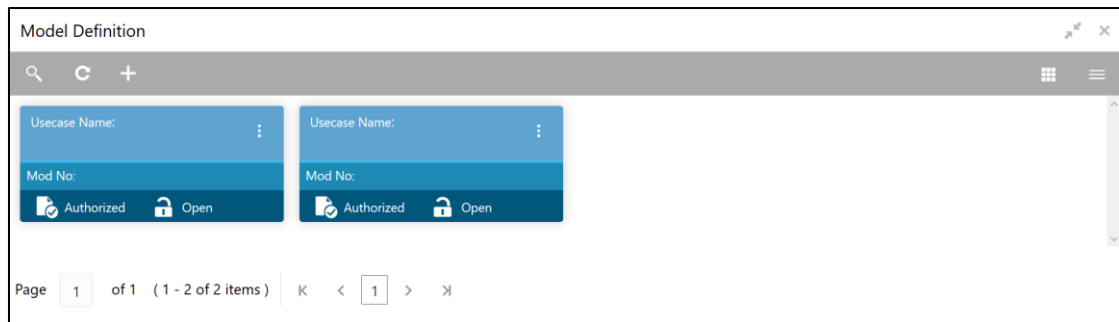 Model Definition
Usecase Name:
Usecase Name:
Mod No:
Mod No:
Authorized Open
Authorized Open
Page 1 of 1 ( 1 - 2 of 2 items ) 1